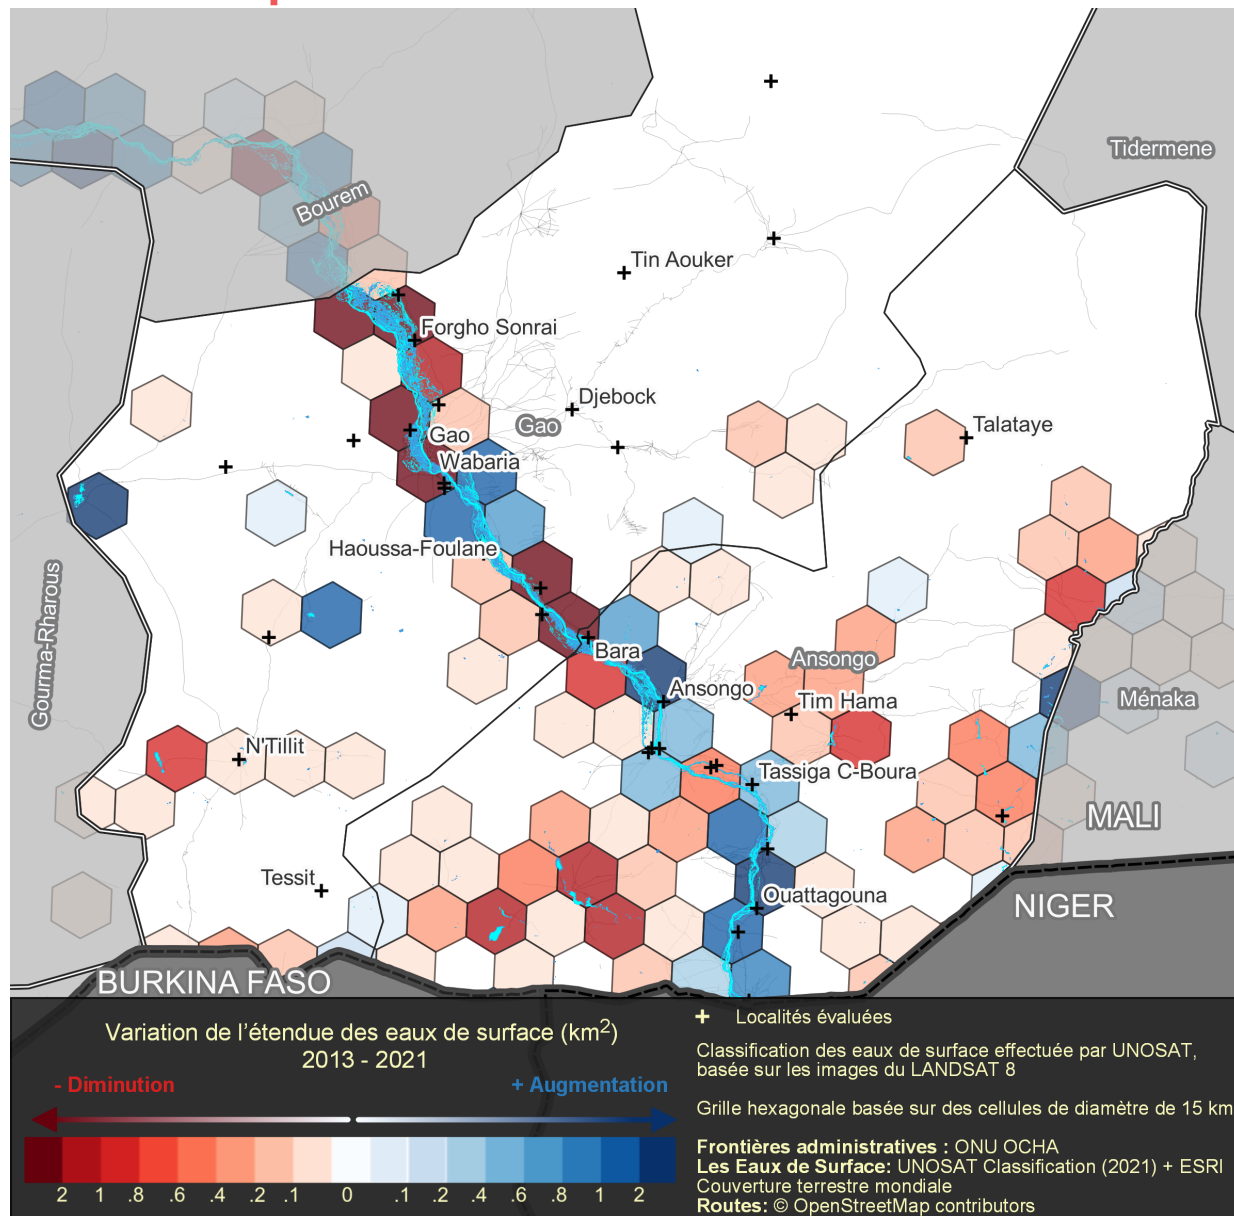 Tidermene
Bourem
Tin Aouker
Forgho Sonrai
Djebock
Gao
Gao
Talataye
Wabaria
Haoussa-Foulane
Gourma-Rharous
Bara
Ansongo
Ansongo
Tim Hama
Ménaka
N'Tillit
Tassiga C-Boura
MALI
Tessit
Ouattagouna
NIGER
BURKINA FASO
Variation de l'étendue des eaux de surface (km2)
2013 - 2021
- Diminution
+ Augmentation
2 1 .8 .6 .4 .2 .1 0 .1 .2 .4 .6 .8 1 2
+ Localités évaluées
Classification des eaux de surface effectuée par UNOSAT,
basée sur les images du LANDSAT 8
Grille hexagonale basée sur des cellules de diamètre de 15 km
Frontières administratives : ONU OCHA
Les Eaux de Surface: UNOSAT Classification (2021) + ESRI
Couverture terrestre mondiale
Routes: © OpenStreetMap contributors